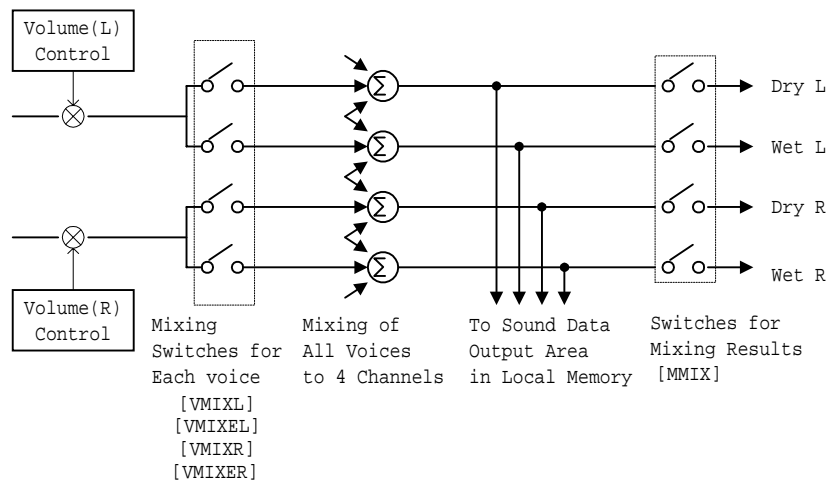 Volume(L)
Control
Σ
Dry L
Σ
Wet L
Σ
Dry R
Σ
Wet R
Volume(R)
Control
Mixing
Switches for
Each voice
[VMIXL]
[VMIXEL]
[VMIXR]
[VMIXER]
Mixing of
All Voices
to 4 Channels
To Sound Data
Output Area
in Local Memory
Switches for
Mixing Results
[MMIX]